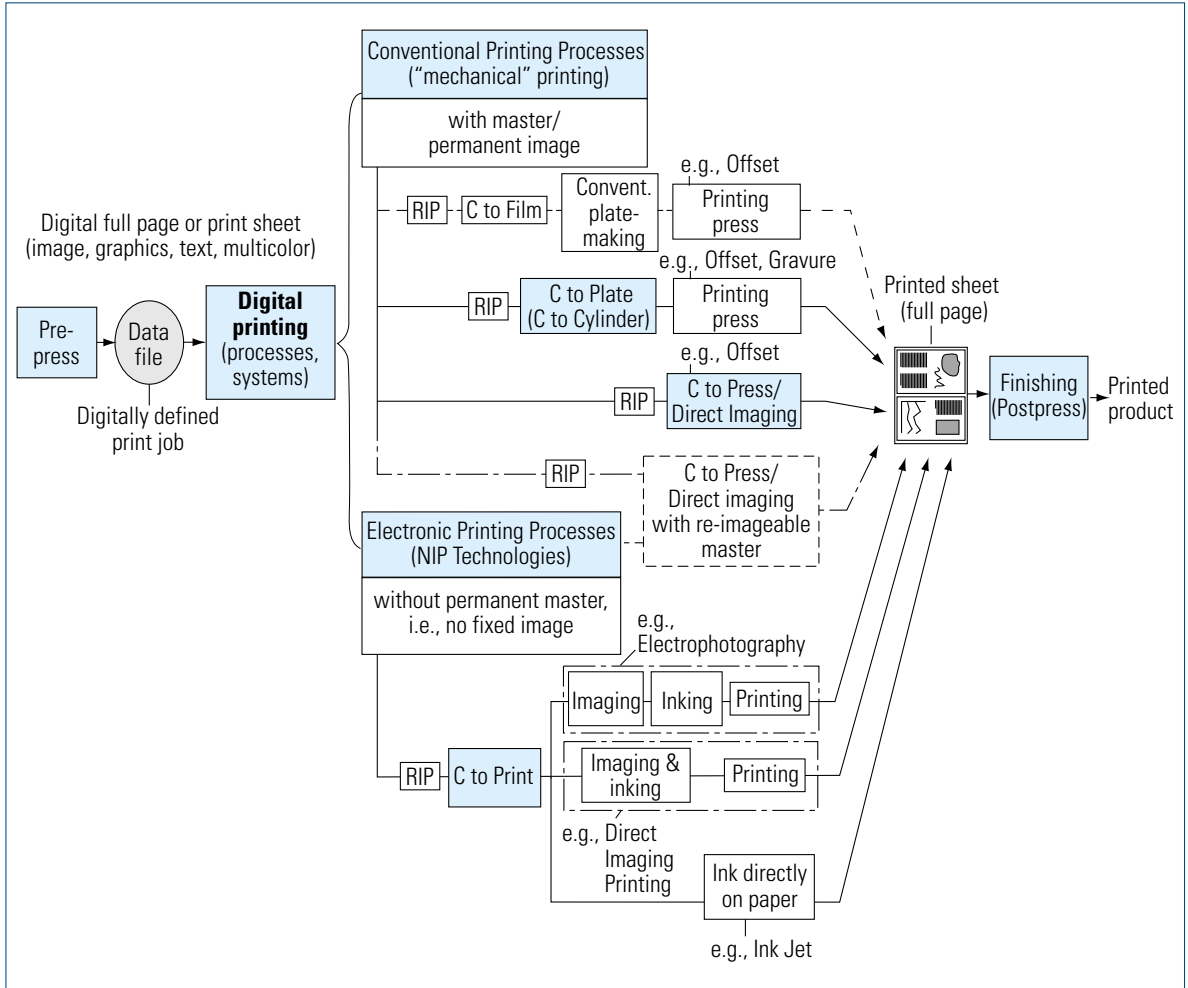 Conventional Printing Processes
(“mechanical” printing)
with master/
permanent image
Digital full page or print sheet
(image, graphics, text, multicolor)
Pre-
press
Data
file
Digitally defined
print job
Digital
printing
(processes,
systems)
RIP
C to Film
Convent.
plate-
making
e.g., Offset
Printing
press
RIP
C to Plate
(C to Cylinder)
e.g., Offset, Gravure
Printing
press
RIP
e.g., Offset
C to Press/
Direct Imaging
RIP
C to Press/
Direct imaging
with re-imageable
master
Printed sheet
(full page)
Finishing
(Postpress)
Printed
product
Electronic Printing Processes
(NIP Technologies)
without permanent master,
i.e., no fixed image
RIP
C to Print
e.g.,
Electrophotography
Imaging
Inking
Printing
Imaging &
inking
Printing
e.g., Direct
Imaging
Printing
Ink directly
on paper
e.g., Ink Jet